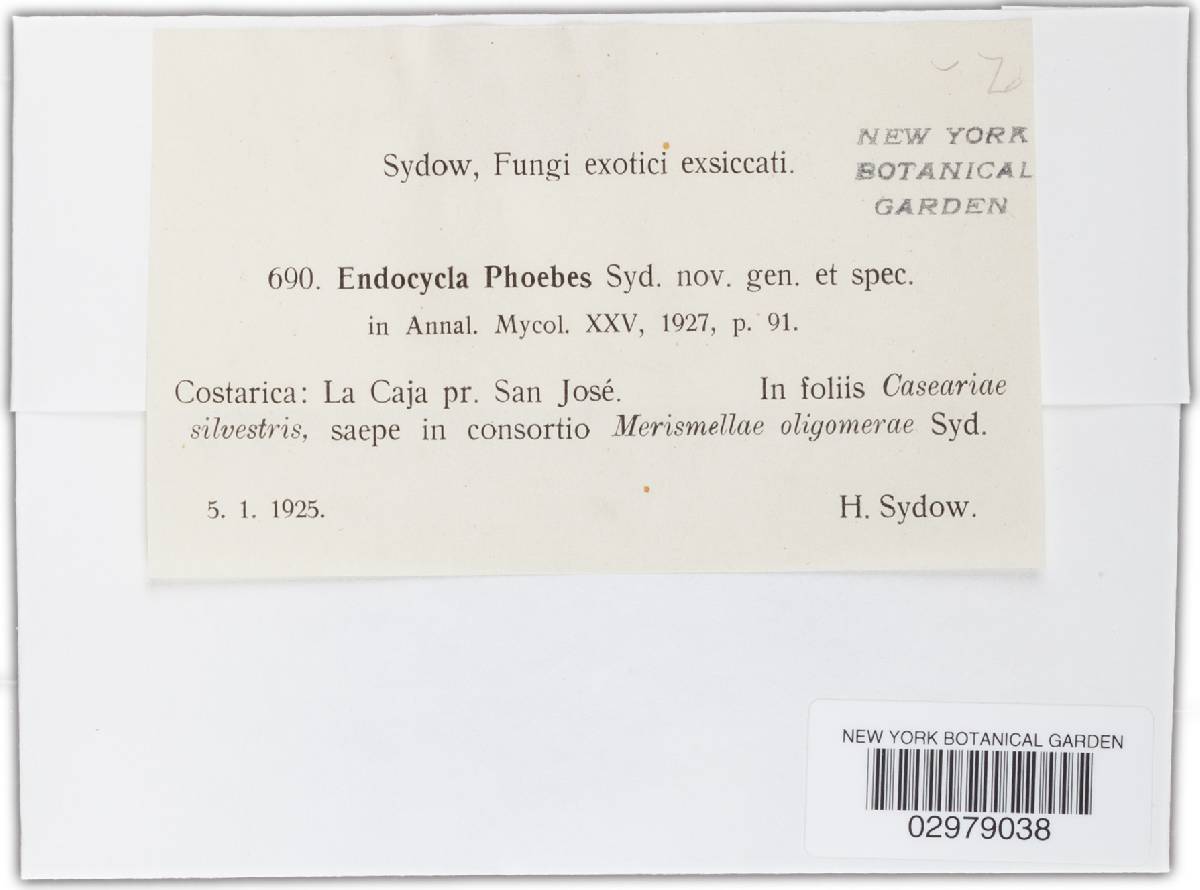 NEW YORK
BOTANICAL
GARDEN
Sydow, Fungi exotici exsiccati.
690. Endocycla Phoebes Syd. nov. gen. et spec.
in Annal. Mycol. XXV, 1927, p. 91.
Costarica: La Caja pr. San José. In foliis Caseariae
silvestris, saepe in consortio Merismellae oligomerae Syd.
5. 1. 1925. H. Sydow.
NEW YORK BOTANICAL GARDEN
02979038